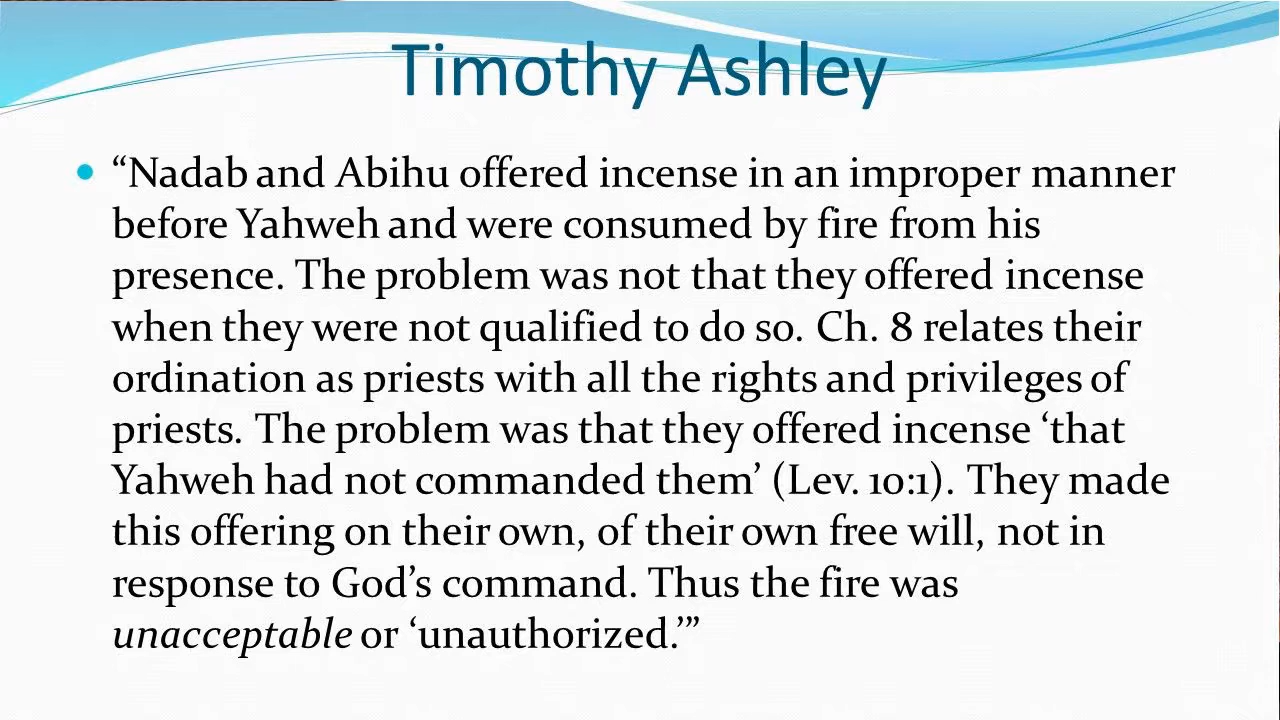 Timothy Ashley
• “Nadab and Abihu offered incense in an improper manner
before Yahweh and were consumed by fire from his
presence. The problem was not that they offered incense
when they were not qualified to do so. Ch. 8 relates their
ordination as priests with all the rights and privileges of
priests. The problem was that they offered incense ‘that
Yahweh had not commanded them’ (Lev. 10:1). They made
this offering on their own, of their own free will, not in
response to God’s command. Thus the fire was
unacceptable or ‘unauthorized.’”